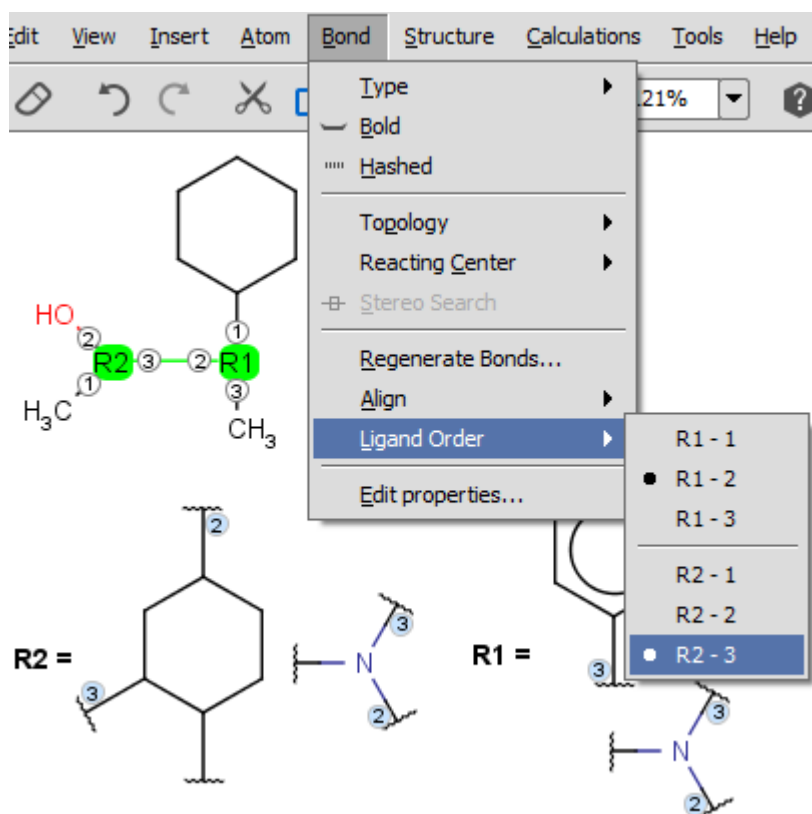 Edit View Insert Atom Bond Structure Calculations Tools Help
Type
.21%
Bold
Hashed
Topology
Reacting Center
Stereo Search
HO
1
2
R2 3 2 R1
1
3
H3C
CH3
Regenerate Bonds...
Align
Ligand Order
Edit properties...
R1 - 1
R1 - 2
R1 - 3
R2 - 1
R2 - 2
R2 - 3
2
R2 =
3
N
3
2
R1 =
3
N
3
2